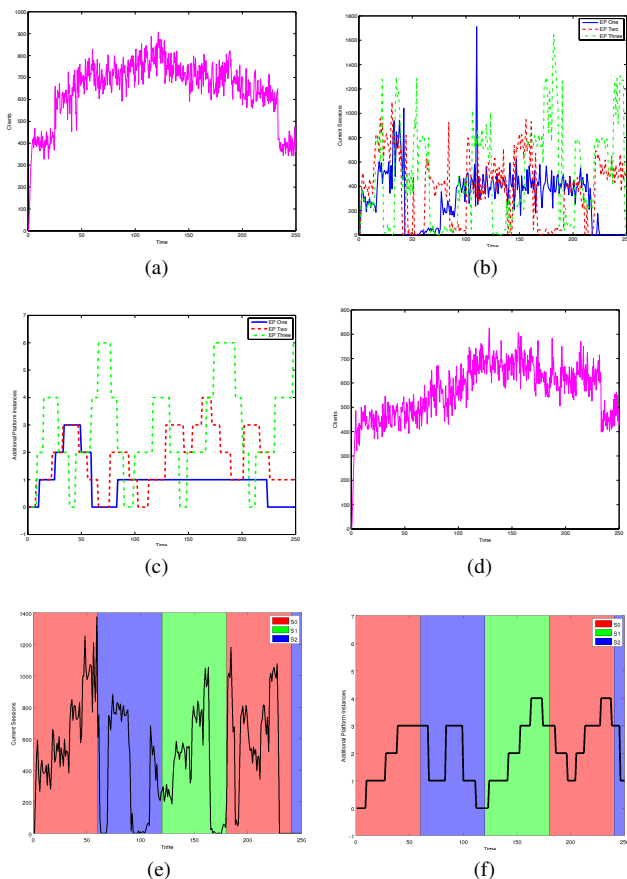 1000
900
800
700
600
500
400
300
200
100
0
Clients
0 50 100 150 200 250
Time
(a)
1800
1600
1400
1200
1000
800
600
400
200
0
Current Sessions
EP One
EP Two
EP Three
0 50 100 150 200 250
Time
(b)
7
6
5
4
3
2
1
0
−1
Additional Platform Instances
EP One
EP Two
EP Three
0 50 100 150 200 250
Time
(c)
900
800
700
600
500
400
300
200
100
0
Clients
0 50 100 150 200 250
Time
(d)
1400
1200
1000
800
600
400
200
0
Current Sessions
S0
S1
S2
0 50 100 150 200 250
Time
(e)
7
6
5
4
3
2
1
0
-1
Additional Platform Instances
S0
S1
S2
0 50 100 150 200 250
Time
(f)